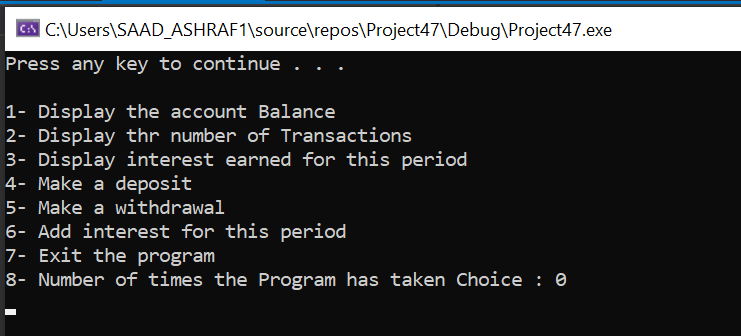 C:\Users\SAAD_ASHRAF1\source\repos\Project47\Debug\Project47.exe
Press any key to continue . . .
1- Display the account Balance
2- Display thr number of Transactions
3- Display interest earned for this period
4- Make a deposit
5- Make a withdrawal
6- Add interest for this period
7- Exit the program
8- Number of times the Program has taken Choice : 0